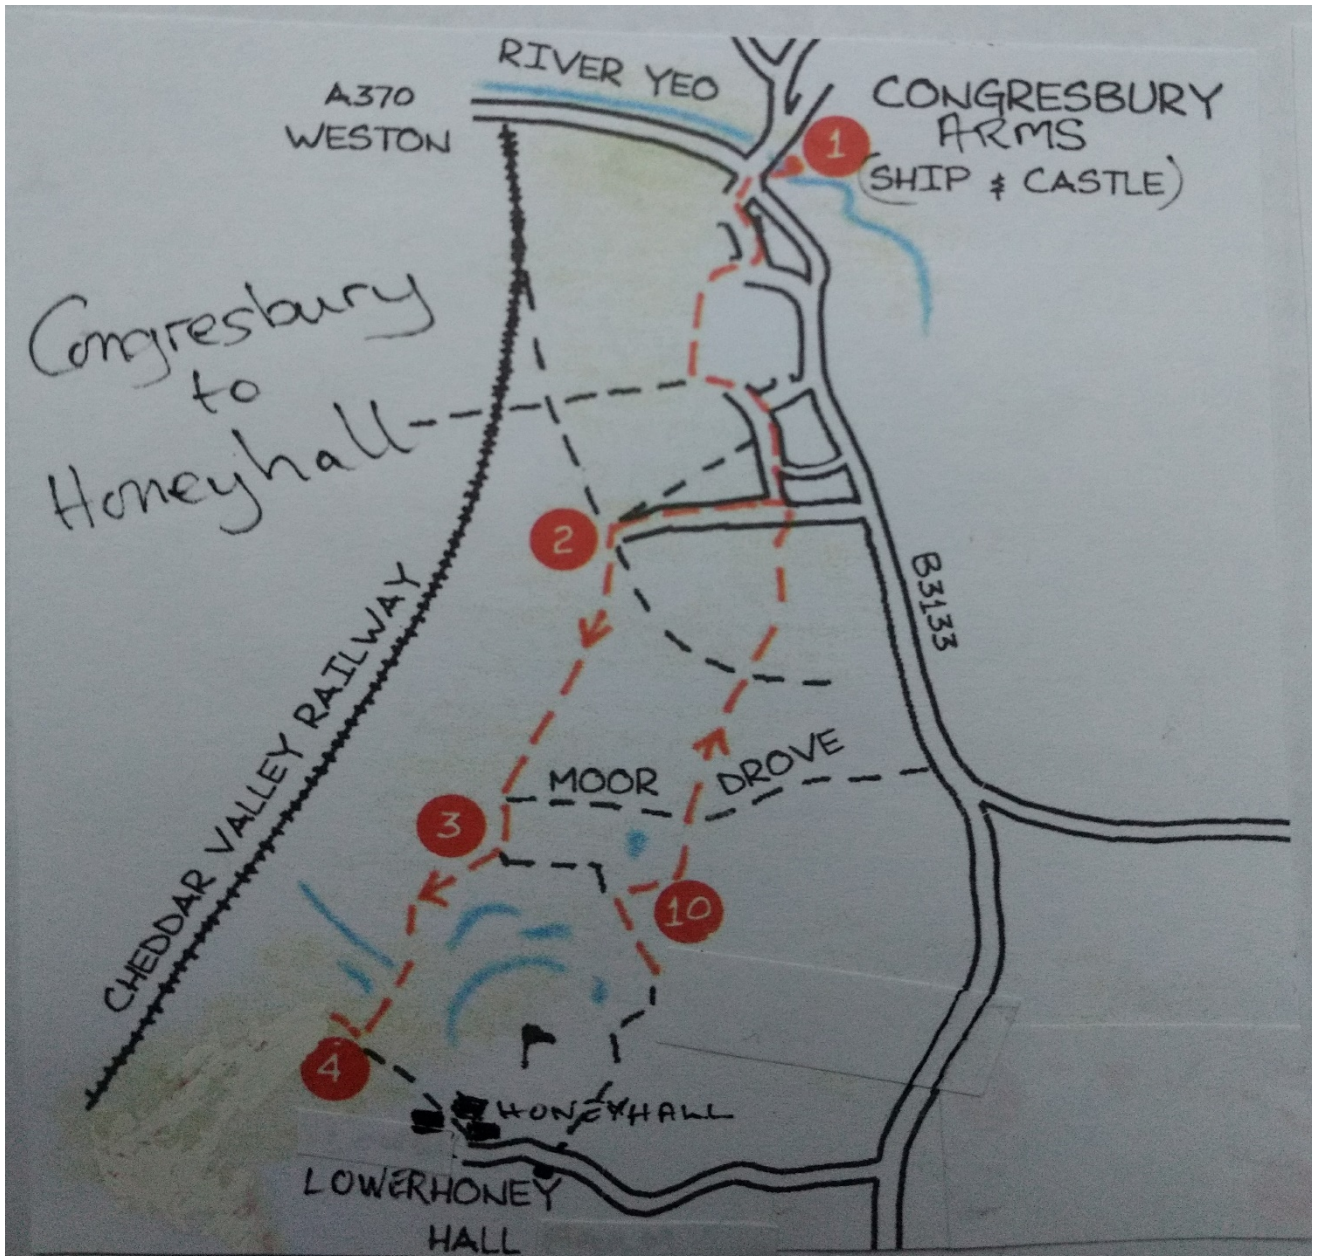 RIVER YEO
A370
WESTON
1
CONGRESBURY
ARMS
(SHIP & CASTLE)
Congresbury
to
Honeyhall
2
B3133
CHEDDAR VALLEY RAILWAY
MOOR DROVE
3
10
4
HONEYHALL
LOWERHONEY
HALL